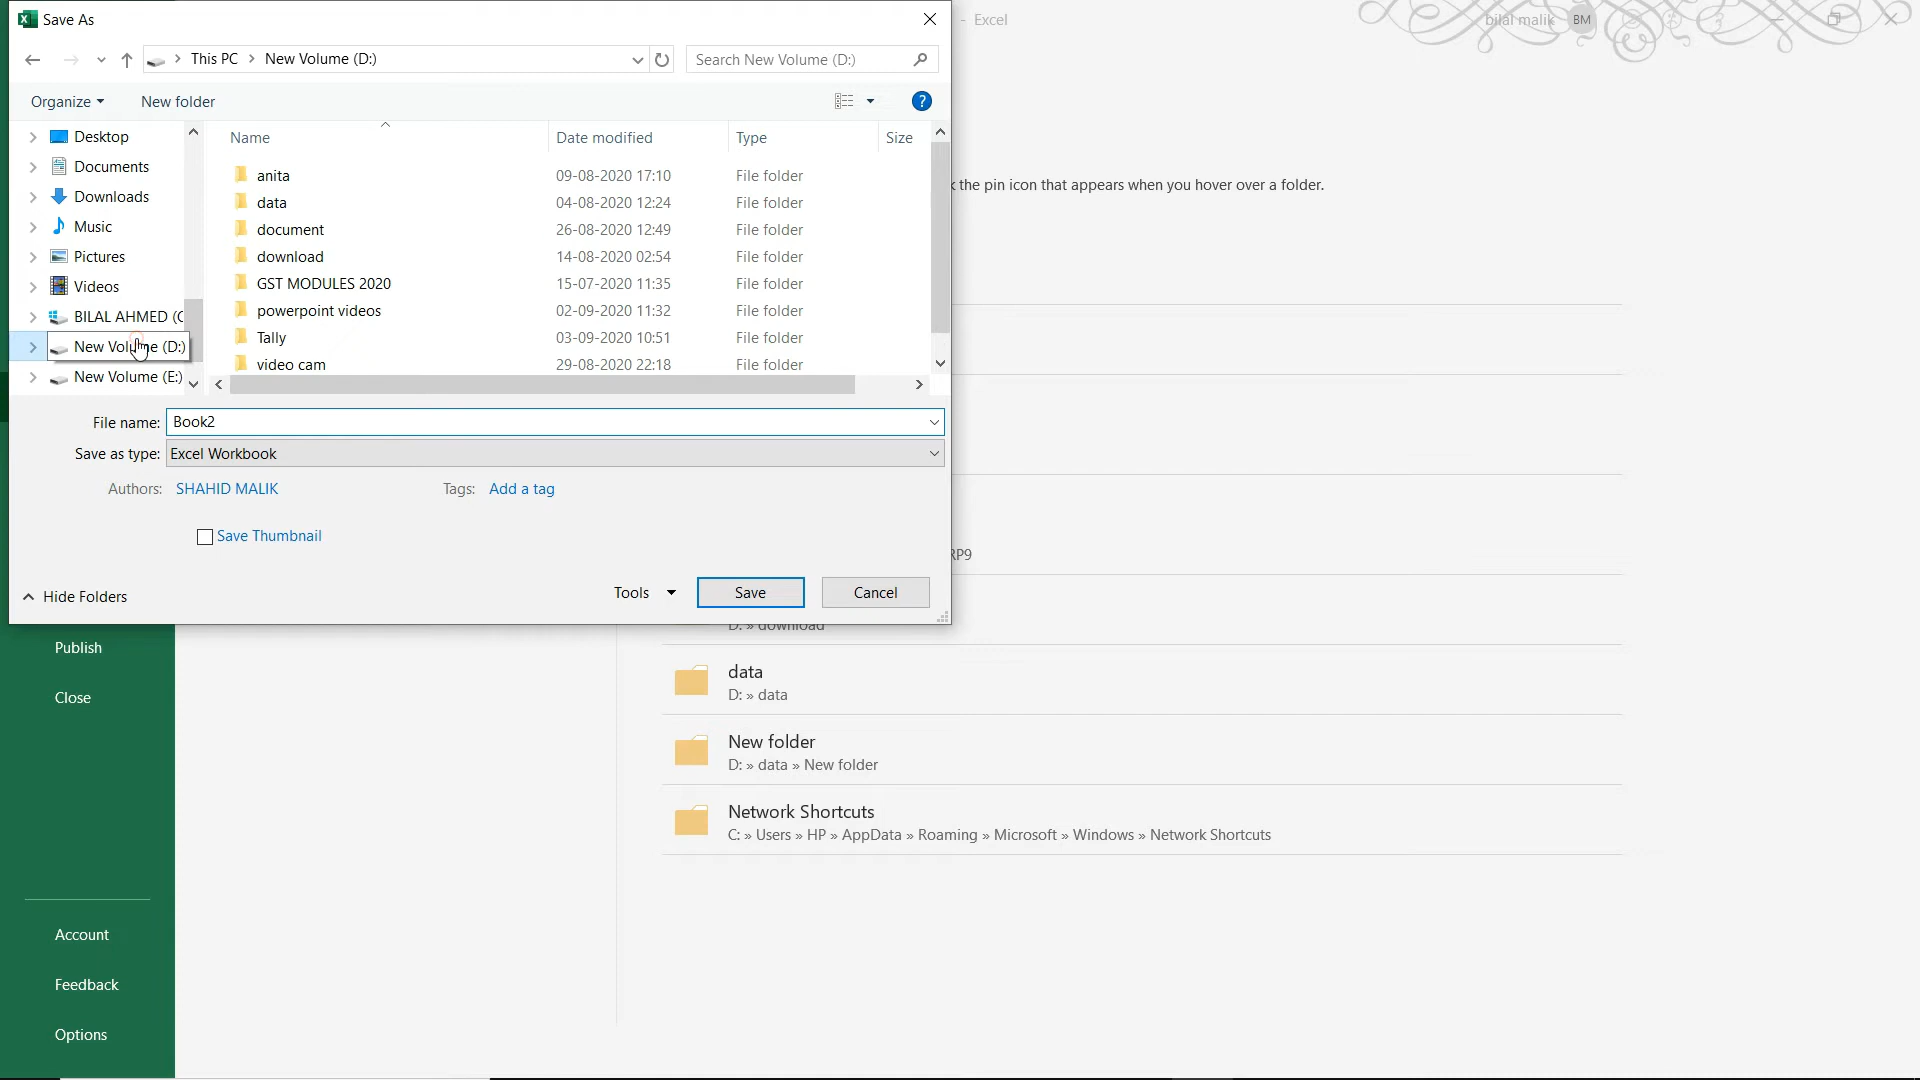 Save As
- Excel
bilal malik BM
This PC > New Volume (D:)
Search New Volume (D:)
Organize
New folder
?
Name Date modified Type Size
Desktop
Documents
Downloads
Music
Pictures
Videos
BILAL AHMED (C
New Volume (D:)
New Volume (E:)
anita 09-08-2020 17:10 File folder
data 04-08-2020 12:24 File folder
document 26-08-2020 12:49 File folder
download 14-08-2020 02:54 File folder
GST MODULES 2020 15-07-2020 11:35 File folder
powerpoint videos 02-09-2020 11:32 File folder
Tally 03-09-2020 10:51 File folder
video cam 29-08-2020 22:18 File folder
the pin icon that appears when you hover over a folder.
File name: Book2
Save as type: Excel Workbook
Authors: SHAHID MALIK Tags: Add a tag
Save Thumbnail
RP9
Hide Folders
Tools
Save
Cancel
D: » download
Publish
Close
data
D: » data
New folder
D: » data » New folder
Network Shortcuts
C: » Users » HP » AppData » Roaming » Microsoft » Windows » Network Shortcuts
Account
Feedback
Options